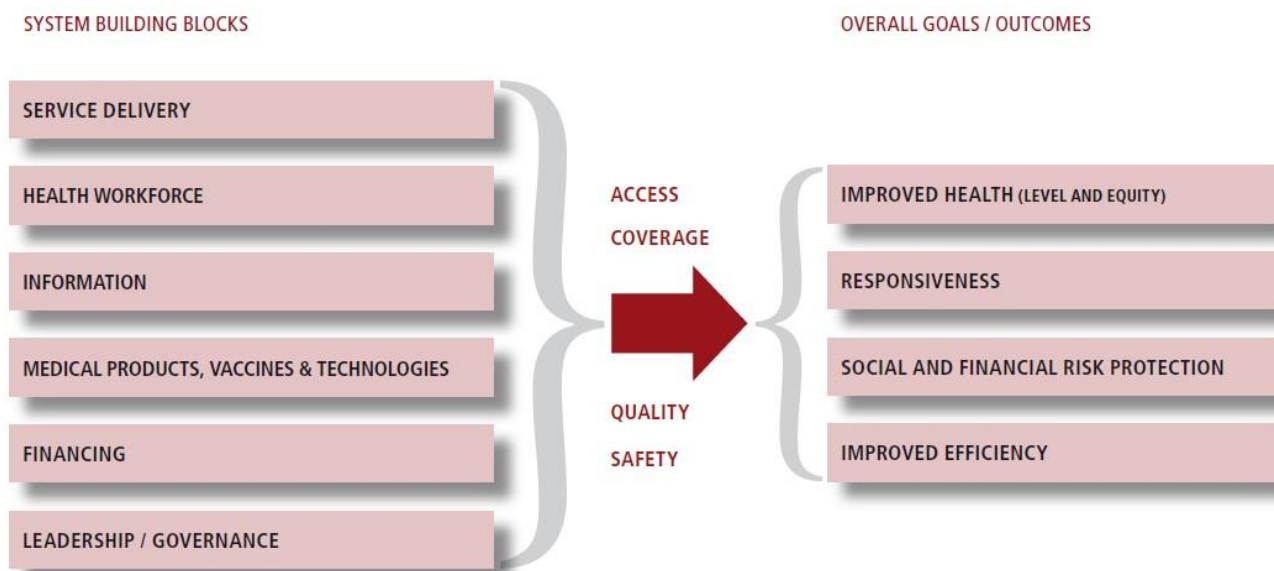 SYSTEM BUILDING BLOCKS
SERVICE DELIVERY
HEALTH WORKFORCE
INFORMATION
MEDICAL PRODUCTS, VACCINES & TECHNOLOGIES
FINANCING
LEADERSHIP / GOVERNANCE
ACCESS
COVERAGE
QUALITY
SAFETY
OVERALL GOALS / OUTCOMES
IMPROVED HEALTH (LEVEL AND EQUITY)
RESPONSIVENESS
SOCIAL AND FINANCIAL RISK PROTECTION
IMPROVED EFFICIENCY